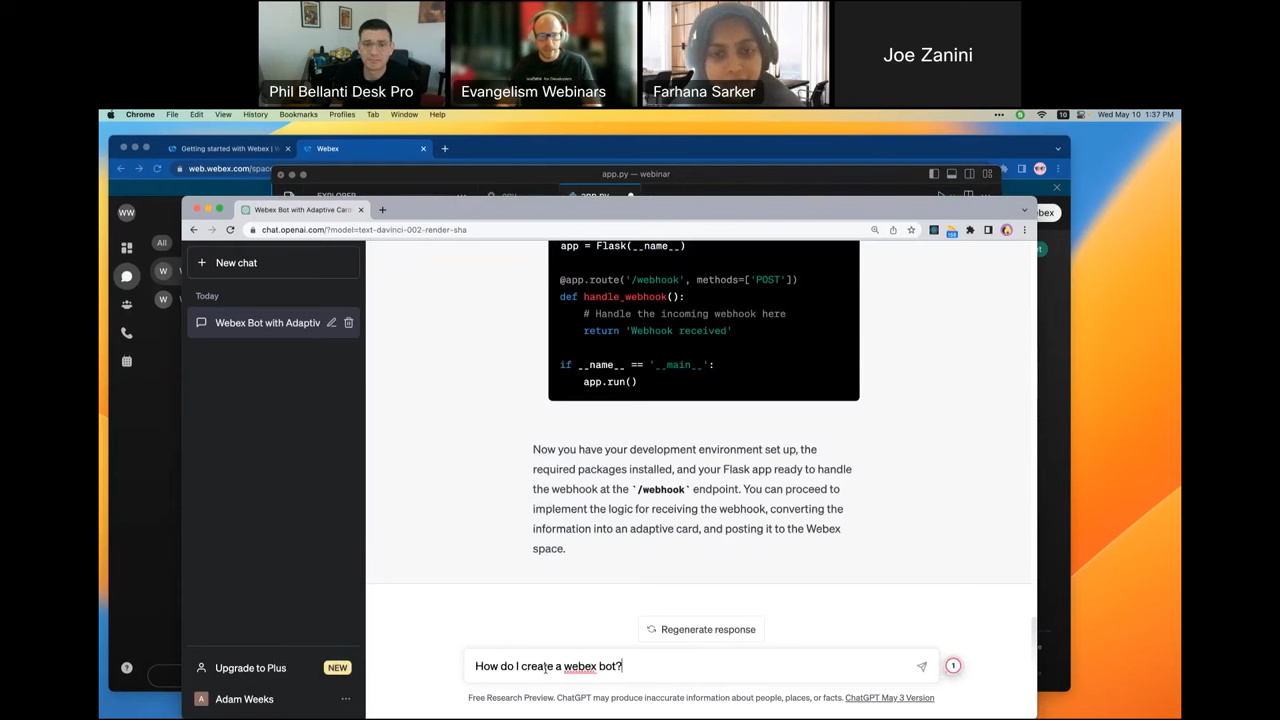 Phil Bellanti Desk Pro
Evangelism Webinars
Farhana Sarker
Joe Zanini
Chrome File Edit View History Bookmarks Profiles Tab Window Help
10 Wed May 10 1:37 PM
Getting started with Webex |
Webex
web.webex.com/space
app.py — webinar
WW
Webex Bot with Adaptive Card
chat.openai.com/?model=text-davinci-002-render-sha
All
W
W
New chat
Today
Webex Bot with Adaptiv
app = Flask(__name__)
@app.route('/webhook', methods=['POST'])
def handle_webhook():
# Handle the incoming webhook here
return 'Webhook received'
if __name__ == '__main__':
app.run()
Now you have your development environment set up, the
required packages installed, and your Flask app ready to handle
the webhook at the `/webhook` endpoint. You can proceed to
implement the logic for receiving the webhook, converting the
information into an adaptive card, and posting it to the Webex
space.
Regenerate response
How do I create a webex bot?
1
Free Research Preview. ChatGPT may produce inaccurate information about people, places, or facts. ChatGPT May 3 Version
Upgrade to Plus NEW
A Adam Weeks